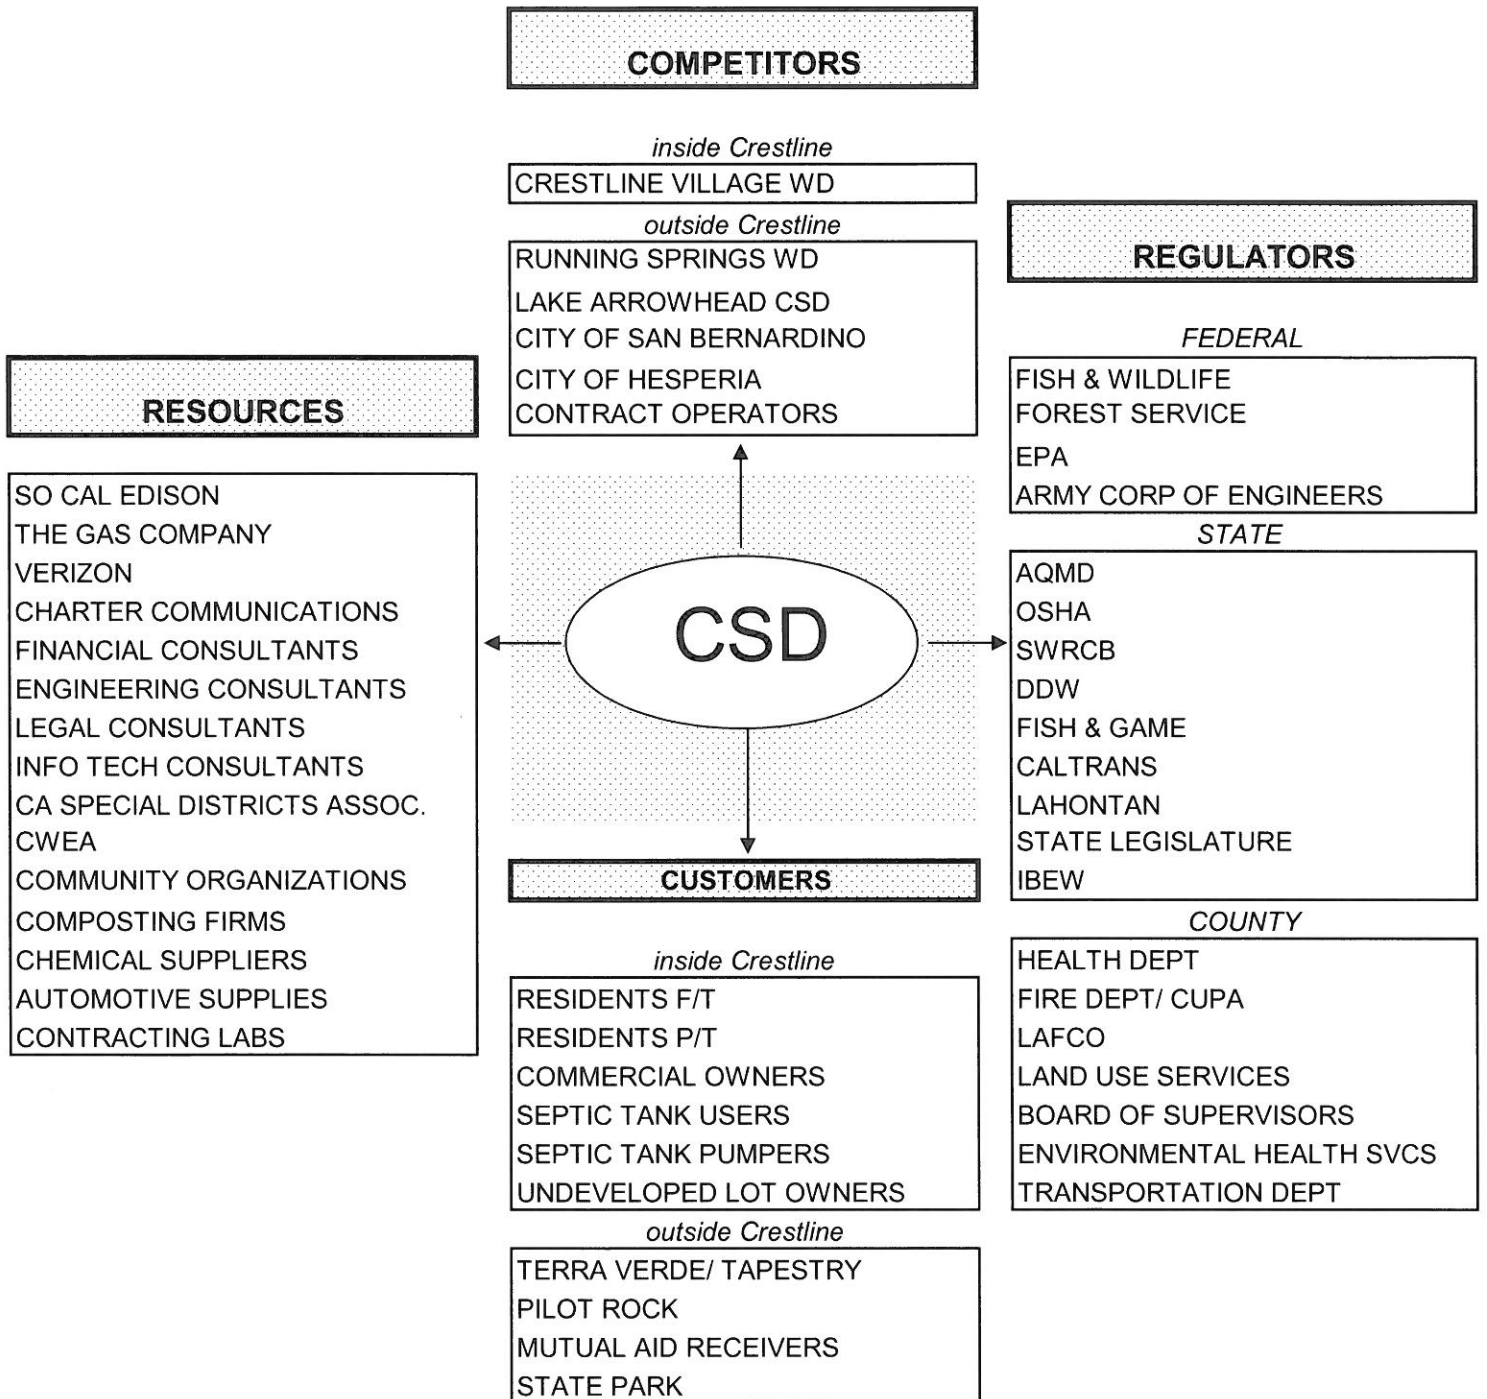 COMPETITORS
inside Crestline
CRESTLINE VILLAGE WD
outside Crestline
RUNNING SPRINGS WD
LAKE ARROWHEAD CSD
CITY OF SAN BERNARDINO
CITY OF HESPERIA
CONTRACT OPERATORS
RESOURCES
SO CAL EDISON
THE GAS COMPANY
VERIZON
CHARTER COMMUNICATIONS
FINANCIAL CONSULTANTS
ENGINEERING CONSULTANTS
LEGAL CONSULTANTS
INFO TECH CONSULTANTS
CA SPECIAL DISTRICTS ASSOC.
CWEA
COMMUNITY ORGANIZATIONS
COMPOSTING FIRMS
CHEMICAL SUPPLIERS
AUTOMOTIVE SUPPLIES
CONTRACTING LABS
CSD
REGULATORS
FEDERAL
FISH & WILDLIFE
FOREST SERVICE
EPA
ARMY CORP OF ENGINEERS
STATE
AQMD
OSHA
SWRCB
DDW
FISH & GAME
CALTRANS
LAHONTAN
STATE LEGISLATURE
IBEW
COUNTY
HEALTH DEPT
FIRE DEPT/ CUPA
LAFCO
LAND USE SERVICES
BOARD OF SUPERVISORS
ENVIRONMENTAL HEALTH SVCS
TRANSPORTATION DEPT
CUSTOMERS
inside Crestline
RESIDENTS F/T
RESIDENTS P/T
COMMERCIAL OWNERS
SEPTIC TANK USERS
SEPTIC TANK PUMPERS
UNDEVELOPED LOT OWNERS
outside Crestline
TERRA VERDE/ TAPESTRY
PILOT ROCK
MUTUAL AID RECEIVERS
STATE PARK